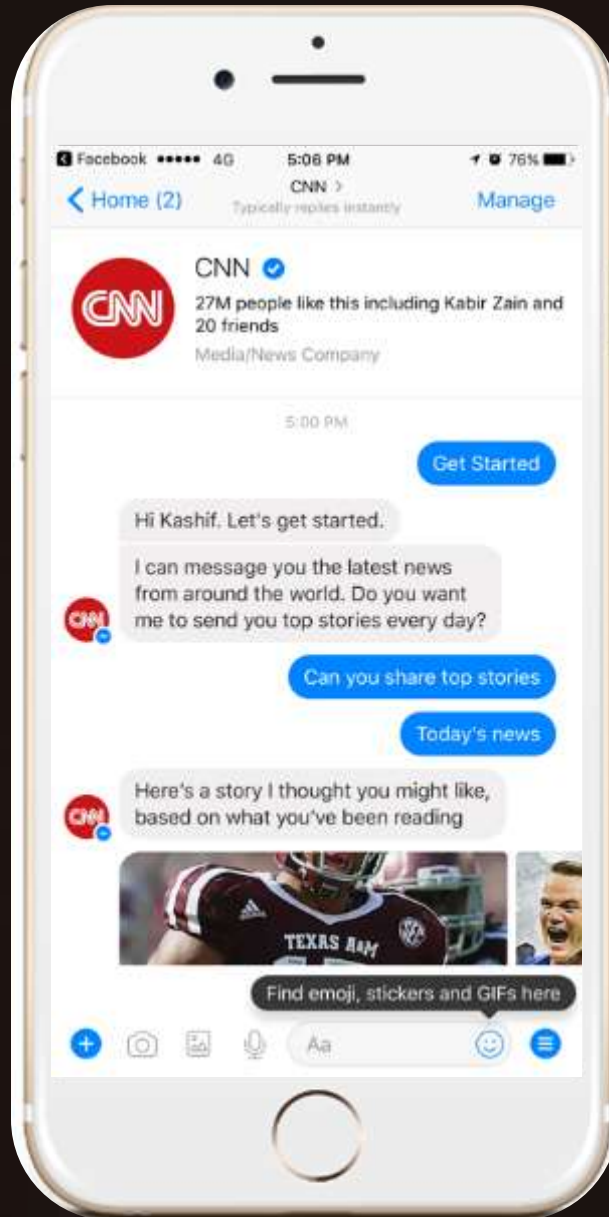 Facebook 4G 5:06 PM 76%
Home (2) CNN > Manage
Typically replies instantly
CNN
CNN
27M people like this including Kabir Zain and
20 friends
Media/News Company
5:00 PM
Get Started
Hi Kashif. Let's get started.
I can message you the latest news
from around the world. Do you want
me to send you top stories every day?
CNN
Can you share top stories
Today's news
Here's a story I thought you might like,
based on what you've been reading
CNN
TEXAS A&M
SEC
Find emoji, stickers and GIFs here
Aa